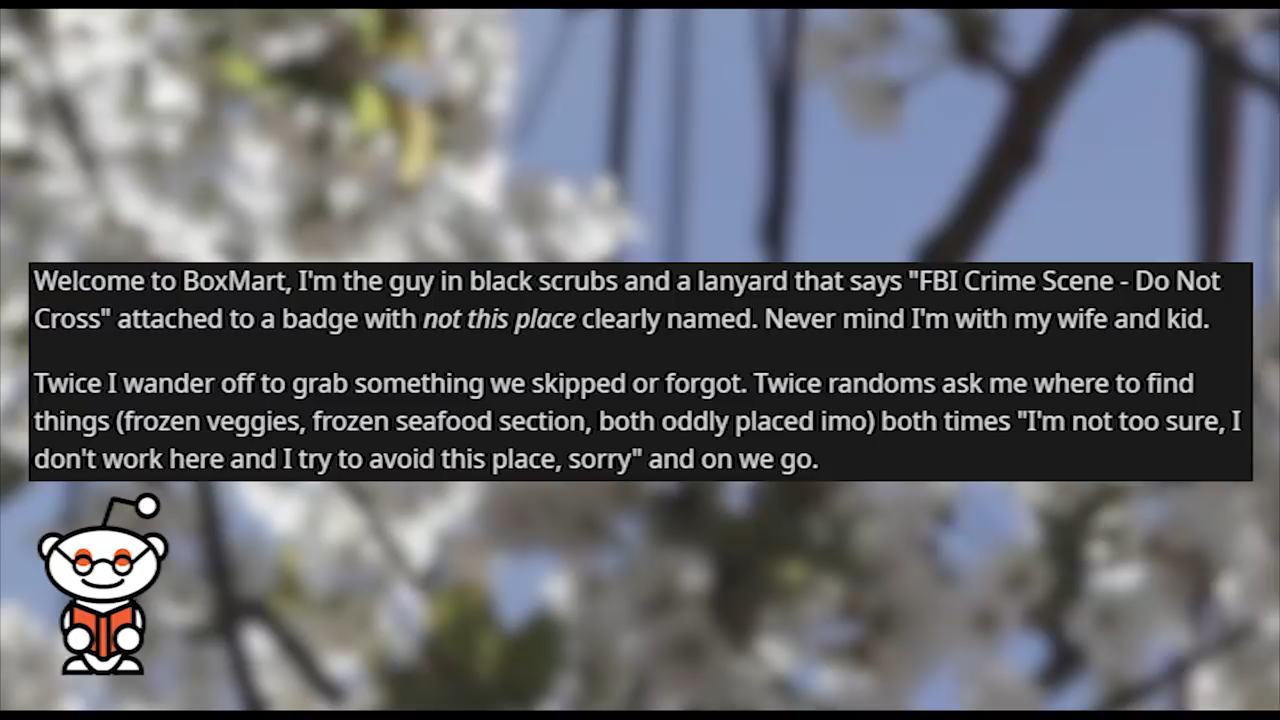 Welcome to BoxMart, I'm the guy in black scrubs and a lanyard that says "FBI Crime Scene - Do Not
Cross" attached to a badge with not this place clearly named. Never mind I'm with my wife and kid.
Twice I wander off to grab something we skipped or forgot. Twice randoms ask me where to find
things (frozen veggies, frozen seafood section, both oddly placed imo) both times "I'm not too sure, I
don't work here and I try to avoid this place, sorry" and on we go.